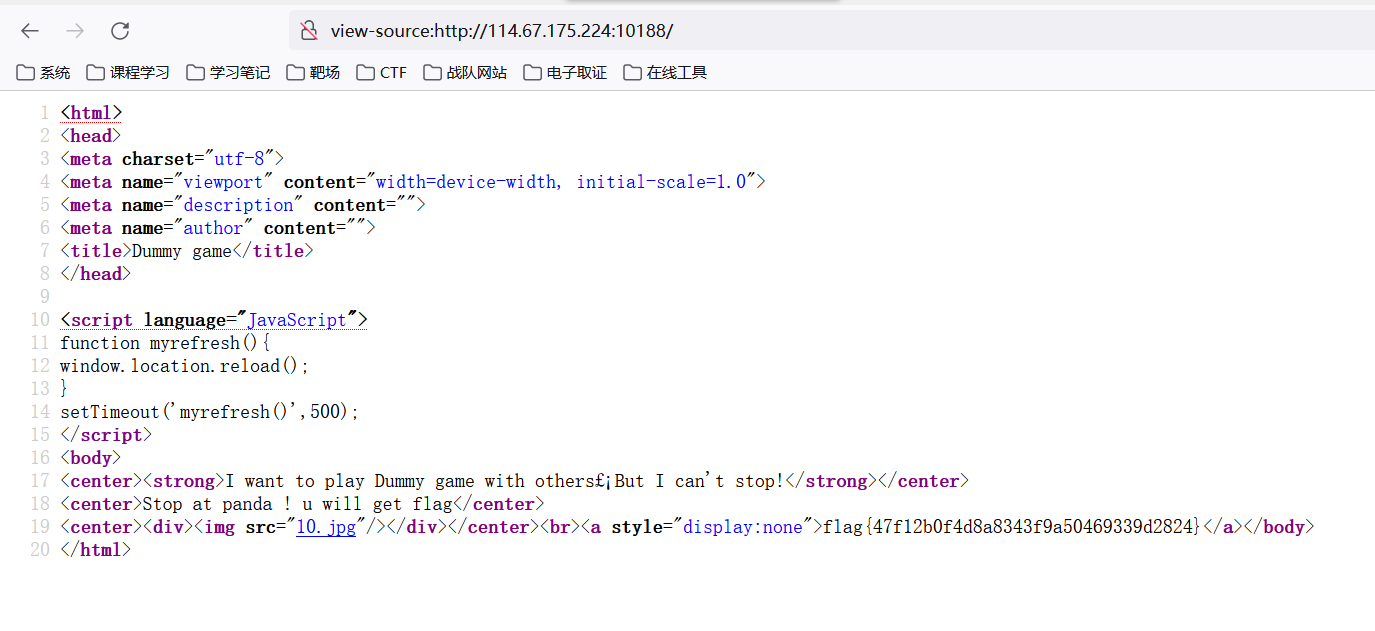 view-source:http://114.67.175.224:10188/
系统 课程学习 学习笔记 靶场 CTF 战队网站 电子取证 在线工具
1 <html>
2 <head>
3 <meta charset="utf-8">
4 <meta name="viewport" content="width=device-width, initial-scale=1.0">
5 <meta name="description" content="">
6 <meta name="author" content="">
7 <title>Dummy game</title>
8 </head>
9
10 <script language="JavaScript">
11 function myrefresh(){
12 window.location.reload();
13 }
14 setTimeout('myrefresh()',500);
15 </script>
16 <body>
17 <center><strong>I want to play Dummy game with others£¡But I can't stop!</strong></center>
18 <center>Stop at panda ! u will get flag</center>
19 <center><div><img src="10.jpg"/></div></center><br><a style="display:none">flag{47f12b0f4d8a8343f9a50469339d2824}</a></body>
20 </html>